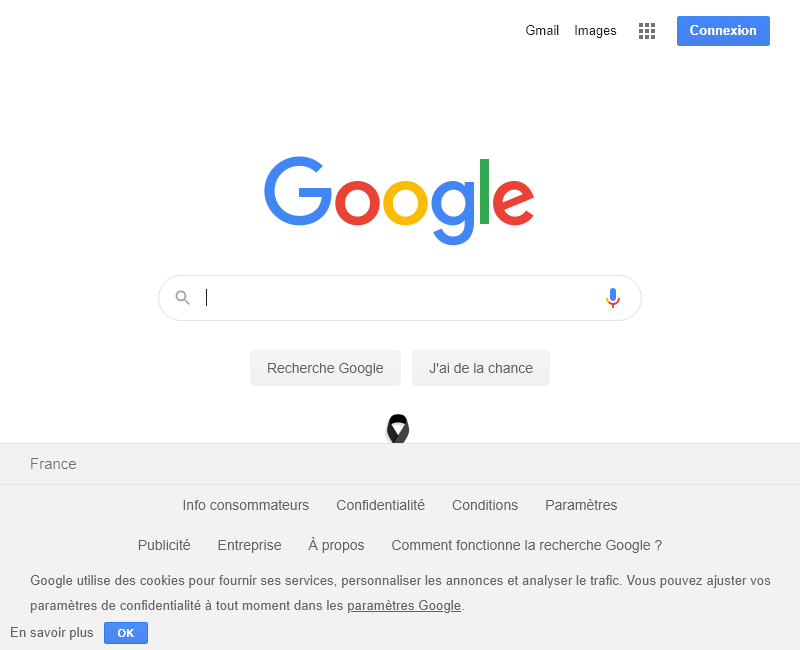 Gmail Images Connexion
Google
Recherche Google J'ai de la chance
France
Info consommateurs Confidentialité Conditions Paramètres
Publicité Entreprise À propos Comment fonctionne la recherche Google ?
Google utilise des cookies pour fournir ses services, personnaliser les annonces et analyser le trafic. Vous pouvez ajuster vos
paramètres de confidentialité à tout moment dans les paramètres Google.
En savoir plus OK